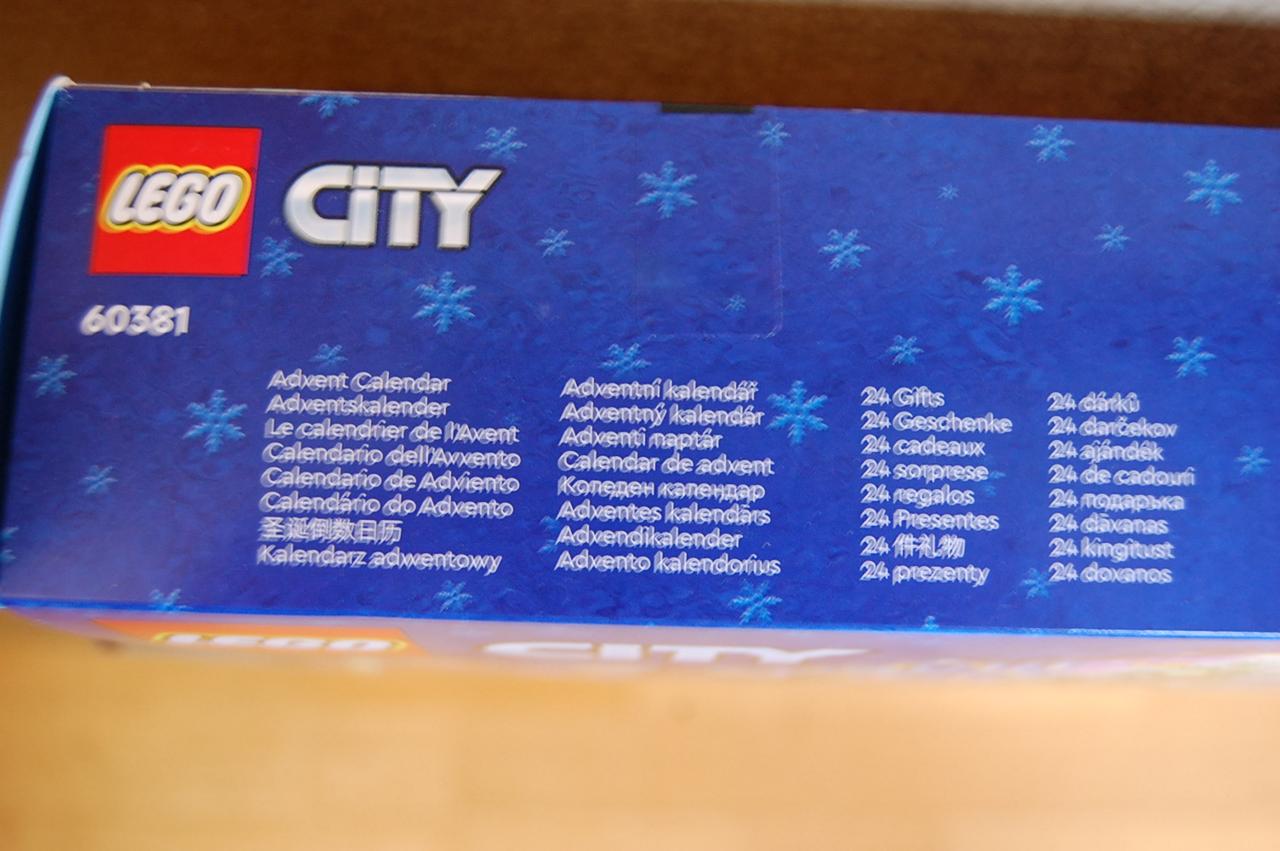 LEGO CITY
60381
Advent Calendar
Adventskalender
Le calendrier de l'Avent
Calendario dell'Avvento
Calendario de Adviento
Calendário do Advento
圣诞倒数日历
Kalendarz adwentowy
Adventní kalendář
Adventný kalendár
Adventi naptár
Calendar de advent
Коледен календар
Adventes kalendārs
Advendikalender
Advento kalendorius
24 Gifts
24 Geschenke
24 cadeaux
24 sorprese
24 regalos
24 Presentes
24 件礼物
24 prezenty
24 dárků
24 darčekov
24 ajándék
24 de cadouri
24 подаръка
24 dāvanas
24 kingitust
24 dovanos
LEGO CITY